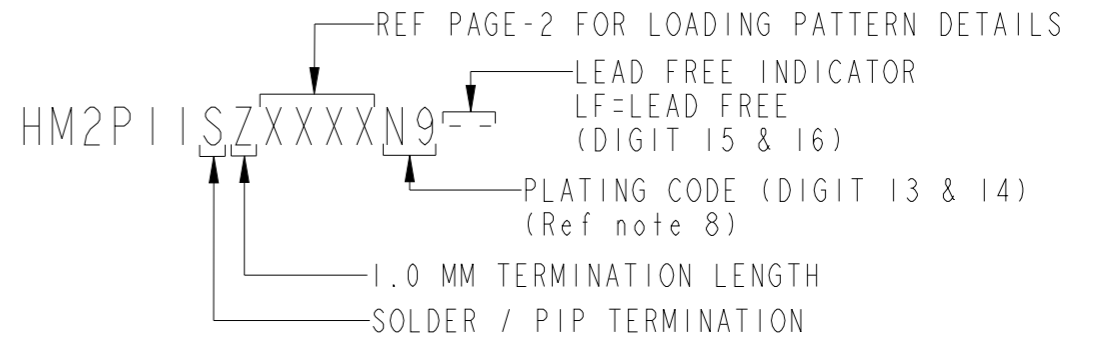 REF PAGE-2 FOR LOADING PATTERN DETAILS
LEAD FREE INDICATOR
LF=LEAD FREE
(DIGIT 15 & 16)
HM2P11SZXXXXN9--
PLATING CODE (DIGIT 13 & 14)
(Ref note 8)
1.0 MM TERMINATION LENGTH
SOLDER / PIP TERMINATION